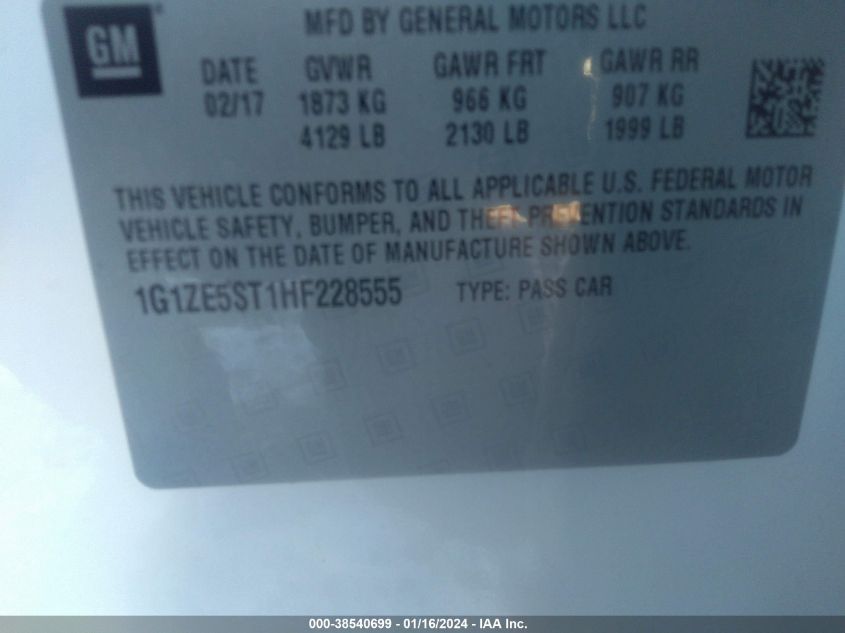 MFD BY GENERAL MOTORS LLC
GM
DATE GVWR GAWR FRT GAWR RR
02/17 1873 KG 966 KG 907 KG
4129 LB 2130 LB 1999 LB
THIS VEHICLE CONFORMS TO ALL APPLICABLE U.S. FEDERAL MOTOR
VEHICLE SAFETY, BUMPER, AND THEFT PREVENTION STANDARDS IN
EFFECT ON THE DATE OF MANUFACTURE SHOWN ABOVE.
1G1ZE5ST1HF228555 TYPE: PASS CAR
000-38540699 - 01/16/2024 - IAA Inc.